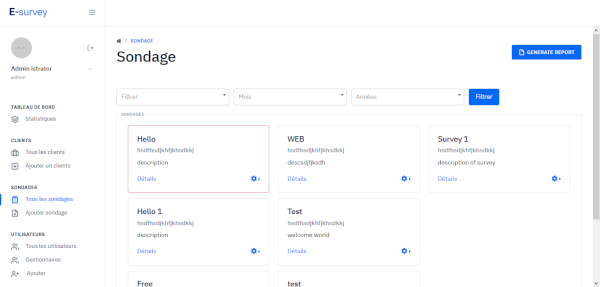 E-survey
Admin istrator
admin
TABLEAU DE BORD
Statistiques
CLIENTS
Tous les clients
Ajouter un clients
SONDAGES
Tous les sondages
Ajouter sondage
UTILISATEURS
Tous les utilisateurs
Gestionnaires
Ajouter
/ SONDAGE
Sondage
GENERATE REPORT
Filtrer Mois Années Filtrer
SONDAGES
Hello
hsdfhsdjkhfjkhsdkkj
description
Détails
WEB
hsdfhsdjkhfjkhsdkkj
descsdjfjksdh
Détails
Survey 1
hsdfhsdjkhfjkhsdkkj
description of survey
Détails
Hello 1
hsdfhsdjkhfjkhsdkkj
description
Détails
Test
hsdfhsdjkhfjkhsdkkj
welcome world
Détails
Free
test